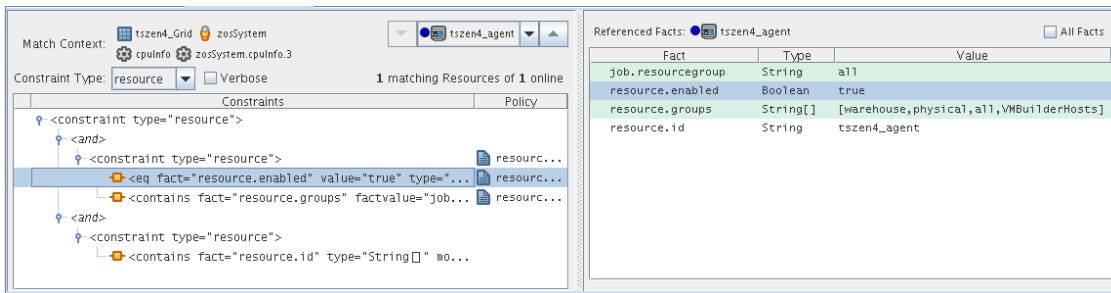 Match Context: tszen4_Grid zosSystem
cpuInfo zosSystem.cpuInfo.3
tszen4_agent
Constraint Type: resource Verbose 1 matching Resources of 1 online
Constraints Policy
<constraint type="resource">
<and>
<constraint type="resource"> resourc...
<eq fact="resource.enabled" value="true" type="... resourc...
<contains fact="resource.groups" factvalue="job... resourc...
<and>
<constraint type="resource">
<contains fact="resource.id" type="String[]" mo...
Referenced Facts: tszen4_agent All Facts
Fact Type Value
job.resourcegroup String all
resource.enabled Boolean true
resource.groups String[] [warehouse,physical,all,VMBuilderHosts]
resource.id String tszen4_agent